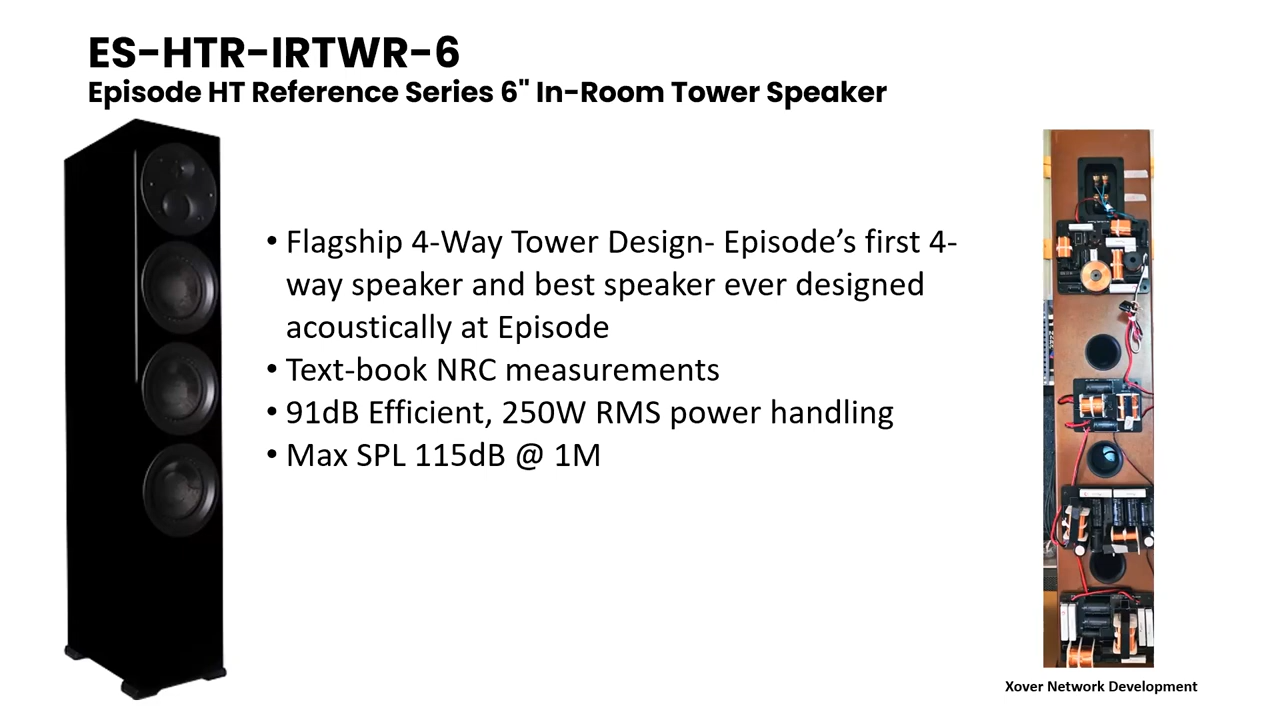 ES-HTR-IRTWR-6
Episode HT Reference Series 6" In-Room Tower Speaker
• Flagship 4-Way Tower Design- Episode’s first 4-
way speaker and best speaker ever designed
acoustically at Episode
• Text-book NRC measurements
• 91dB Efficient, 250W RMS power handling
• Max SPL 115dB @ 1M
Xover Network Development